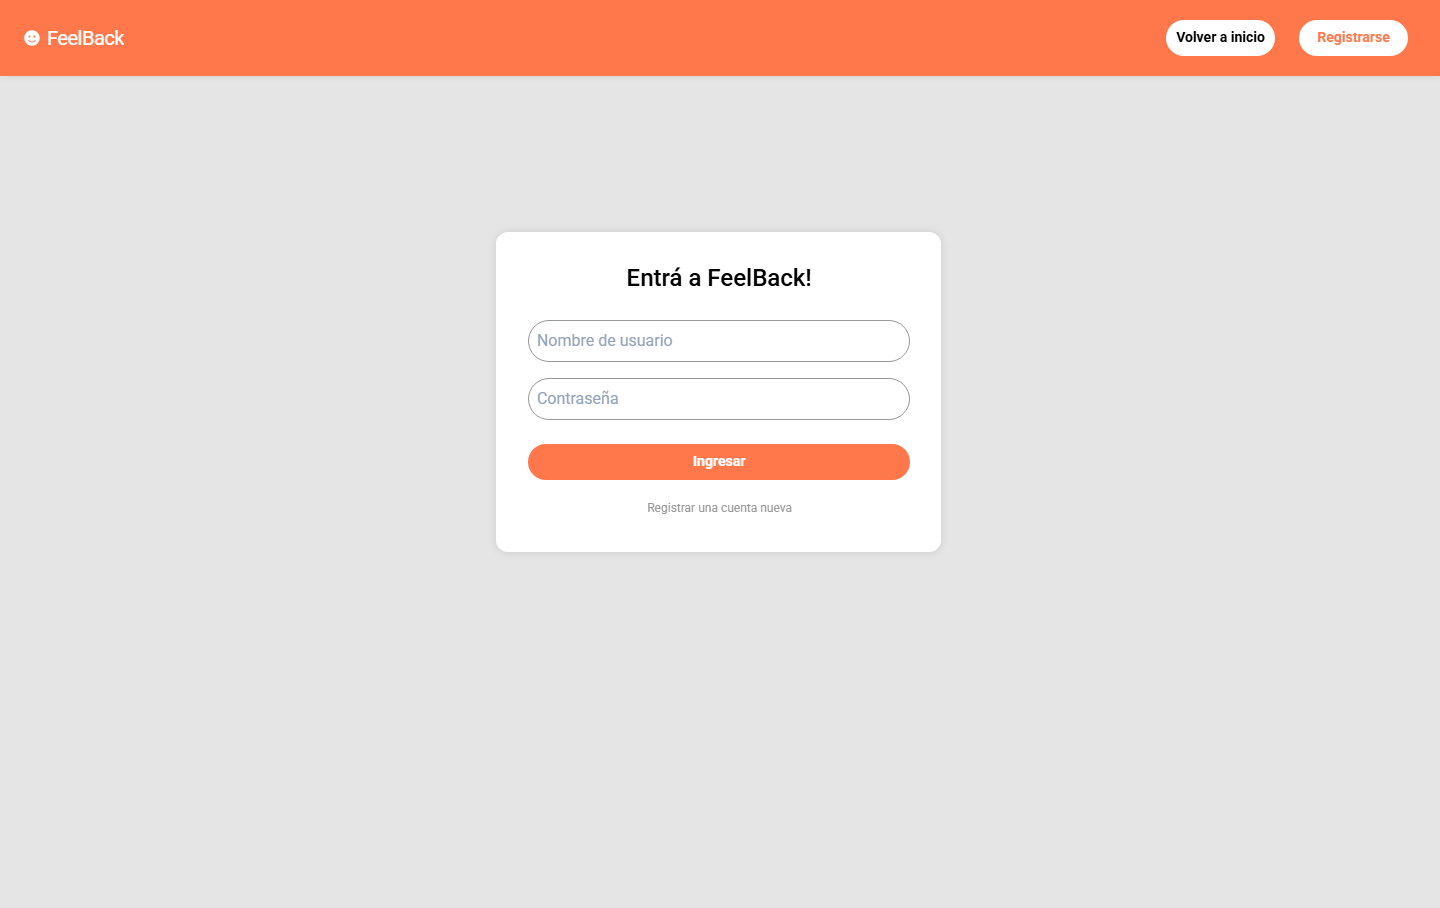 FeelBack
Volver a inicio
Registrarse
Entrá a FeelBack!
Nombre de usuario
Contraseña
Ingresar
Registrar una cuenta nueva